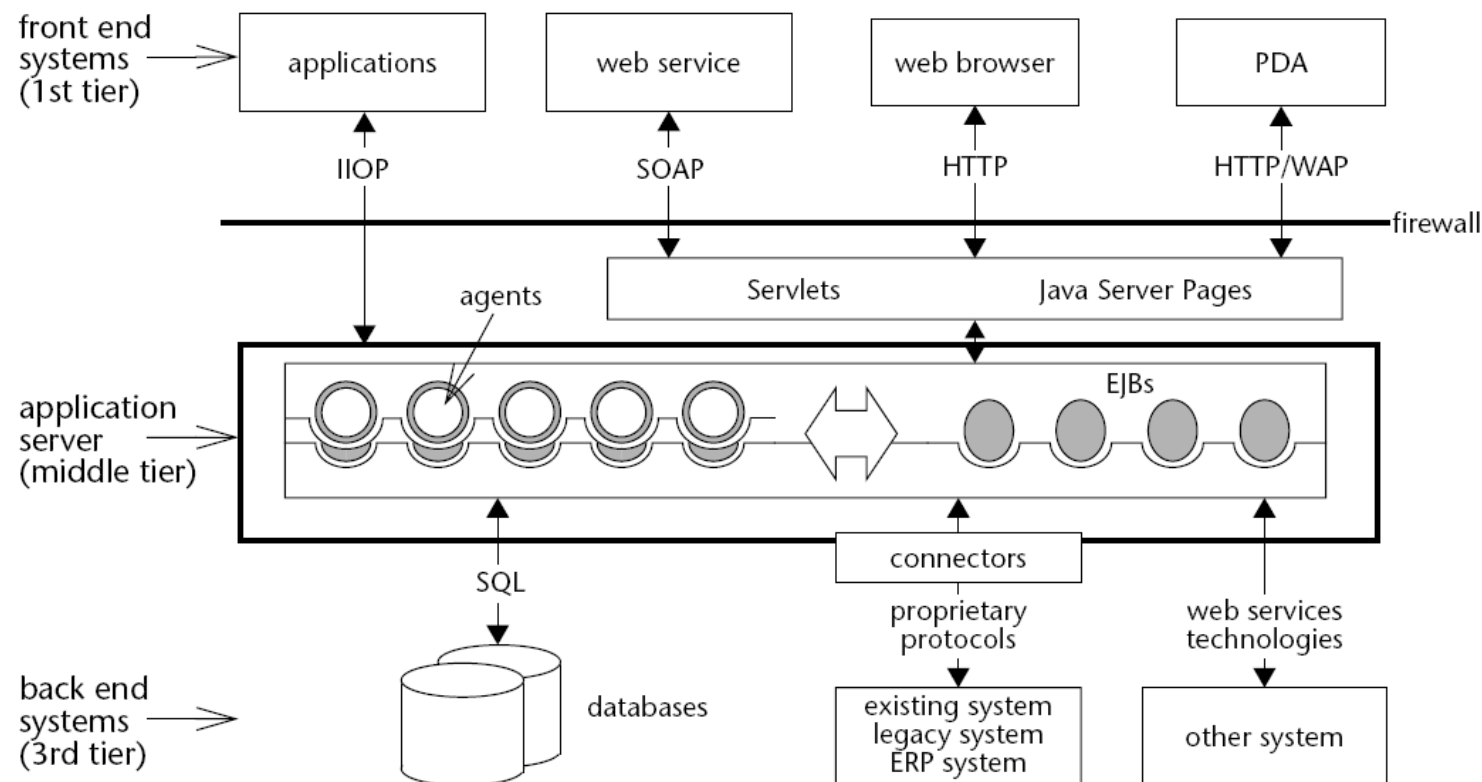 front end
systems
(1st tier)
applications
web service
web browser
PDA
IIOP
SOAP
HTTP
HTTP/WAP
firewall
Servlets
Java Server Pages
agents
EJBs
application
server
(middle tier)
connectors
SQL
proprietary
protocols
web services
technologies
back end
systems
(3rd tier)
databases
existing system
legacy system
ERP system
other system